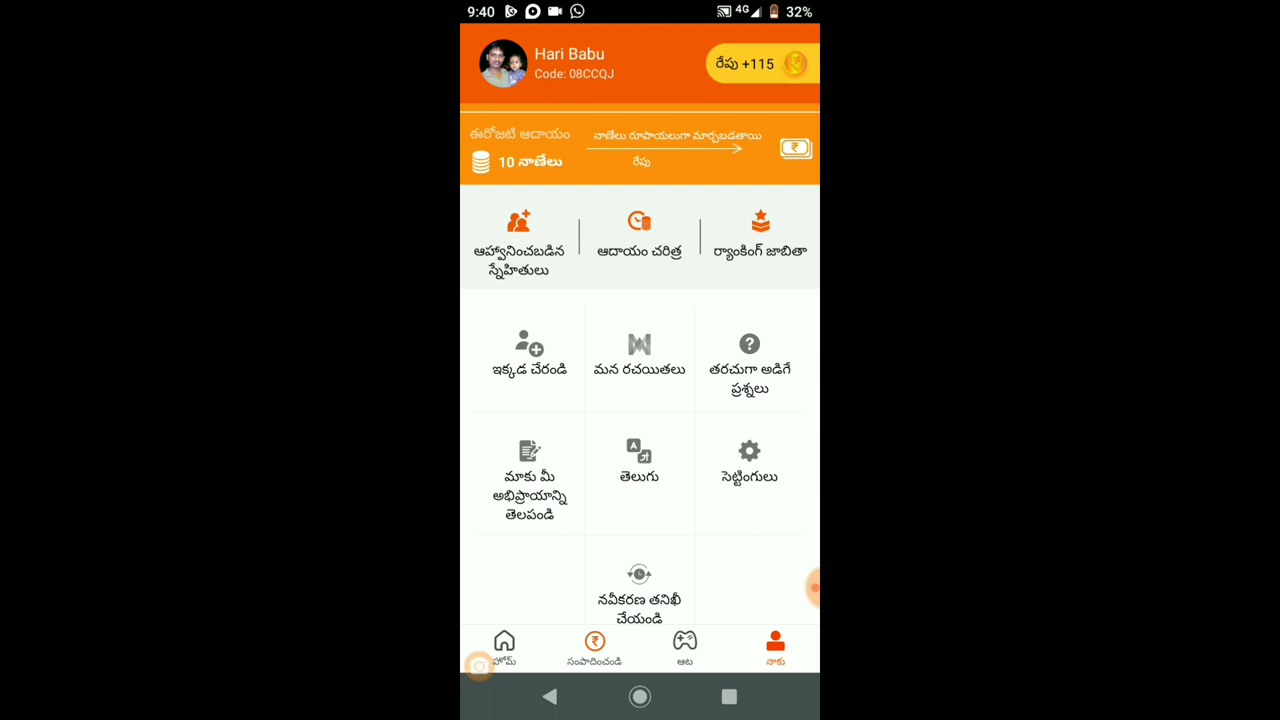 9:40
4G 32%
Hari Babu
Code: 08CCQJ
రేపు +115
ఈరోజటి ఆదాయం
నాణేలు రూపాయలుగా మార్చబడతాయి
10 నాణేలు
రేపు
ఆహ్వానించబడిన
స్నేహితులు
ఆదాయం చరిత్ర
ర్యాంకింగ్ జాబితా
ఇక్కడ చేరండి
మన రచయితలు
తరచుగా అడిగే
ప్రశ్నలు
మాకు మీ
అభిప్రాయాన్ని
తెలపండి
తెలుగు
సెట్టింగులు
నవీకరణ తనిఖీ
చేయండి
హోమ్
సంపాదించండి
ఆట
నాకు